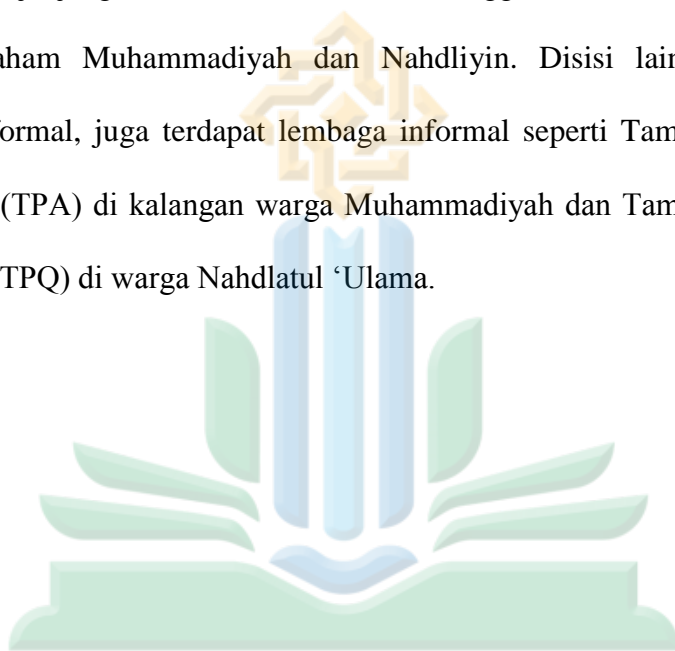 aham Muhammadiyah dan Nahdliyin. Disisi lain
formal, juga terdapat lembaga informal seperti Tam
(TPA) di kalangan warga Muhammadiyah dan Tam
TPQ) di warga Nahdlatul ‘Ulama.